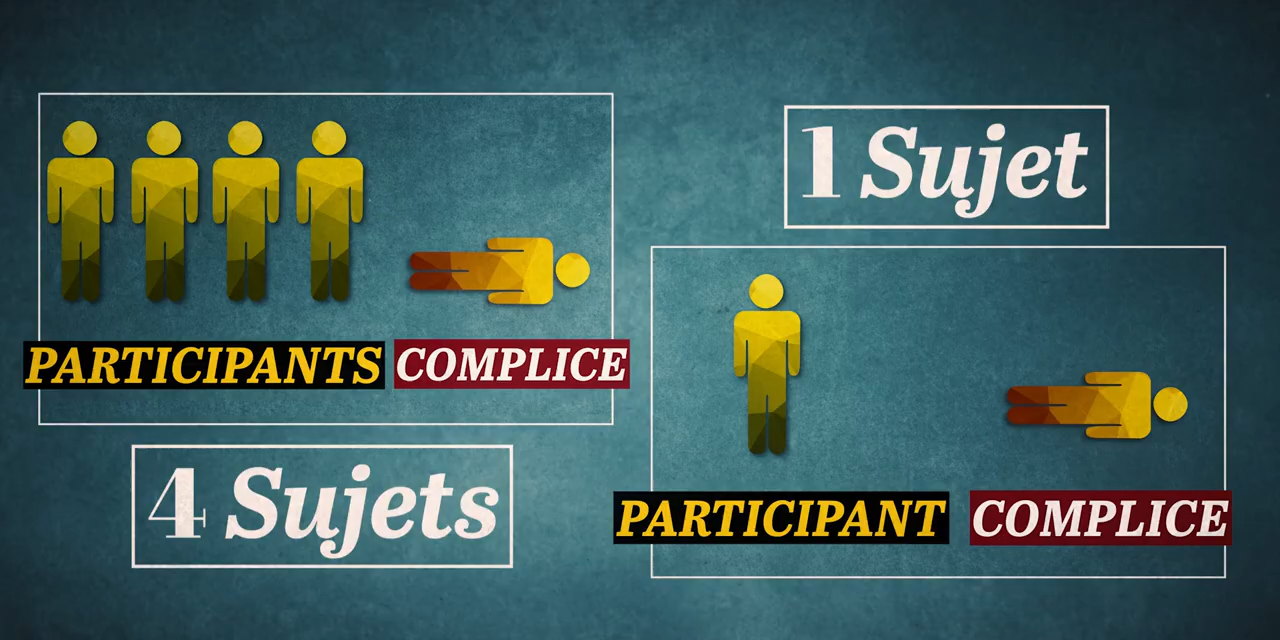 PARTICIPANTS COMPLICE
4 Sujets
1 Sujet
PARTICIPANT COMPLICE